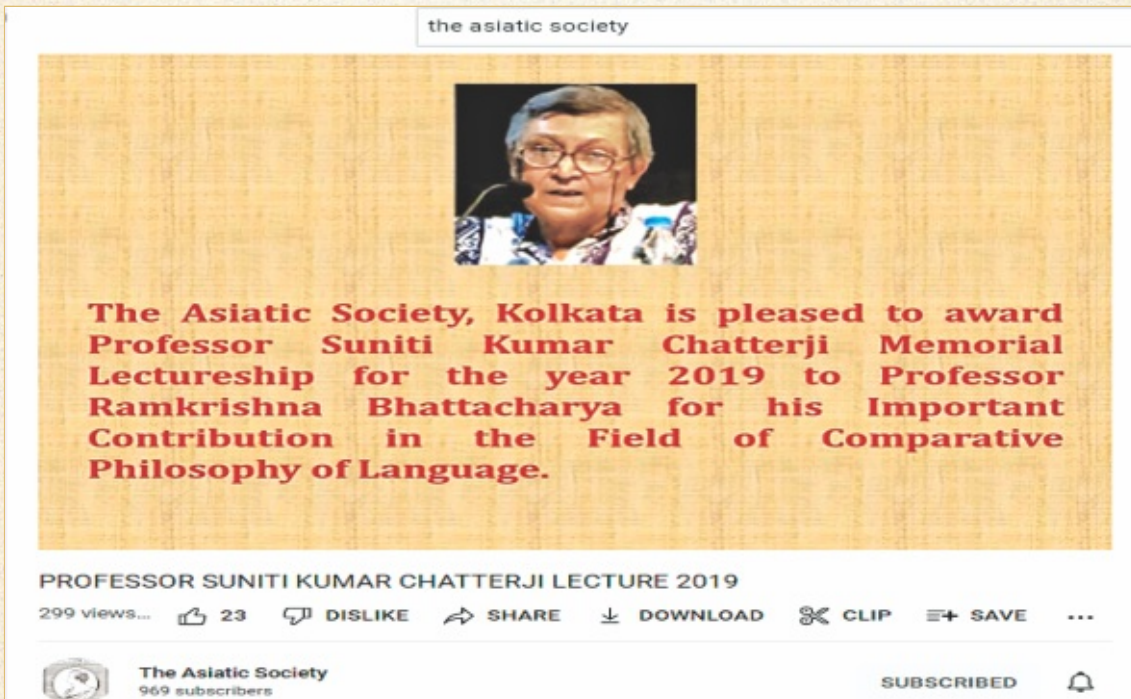 the asiatic society
The Asiatic Society, Kolkata is pleased to award
Professor Suniti Kumar Chatterji Memorial
Lectureship for the year 2019 to Professor
Ramkrishna Bhattacharya for his Important
Contribution in the Field of Comparative
Philosophy of Language.
PROFESSOR SUNITI KUMAR CHATTERJI LECTURE 2019
299 views... 23 DISLIKE SHARE DOWNLOAD CLIP SAVE ...
The Asiatic Society
969 subscribers
SUBSCRIBED